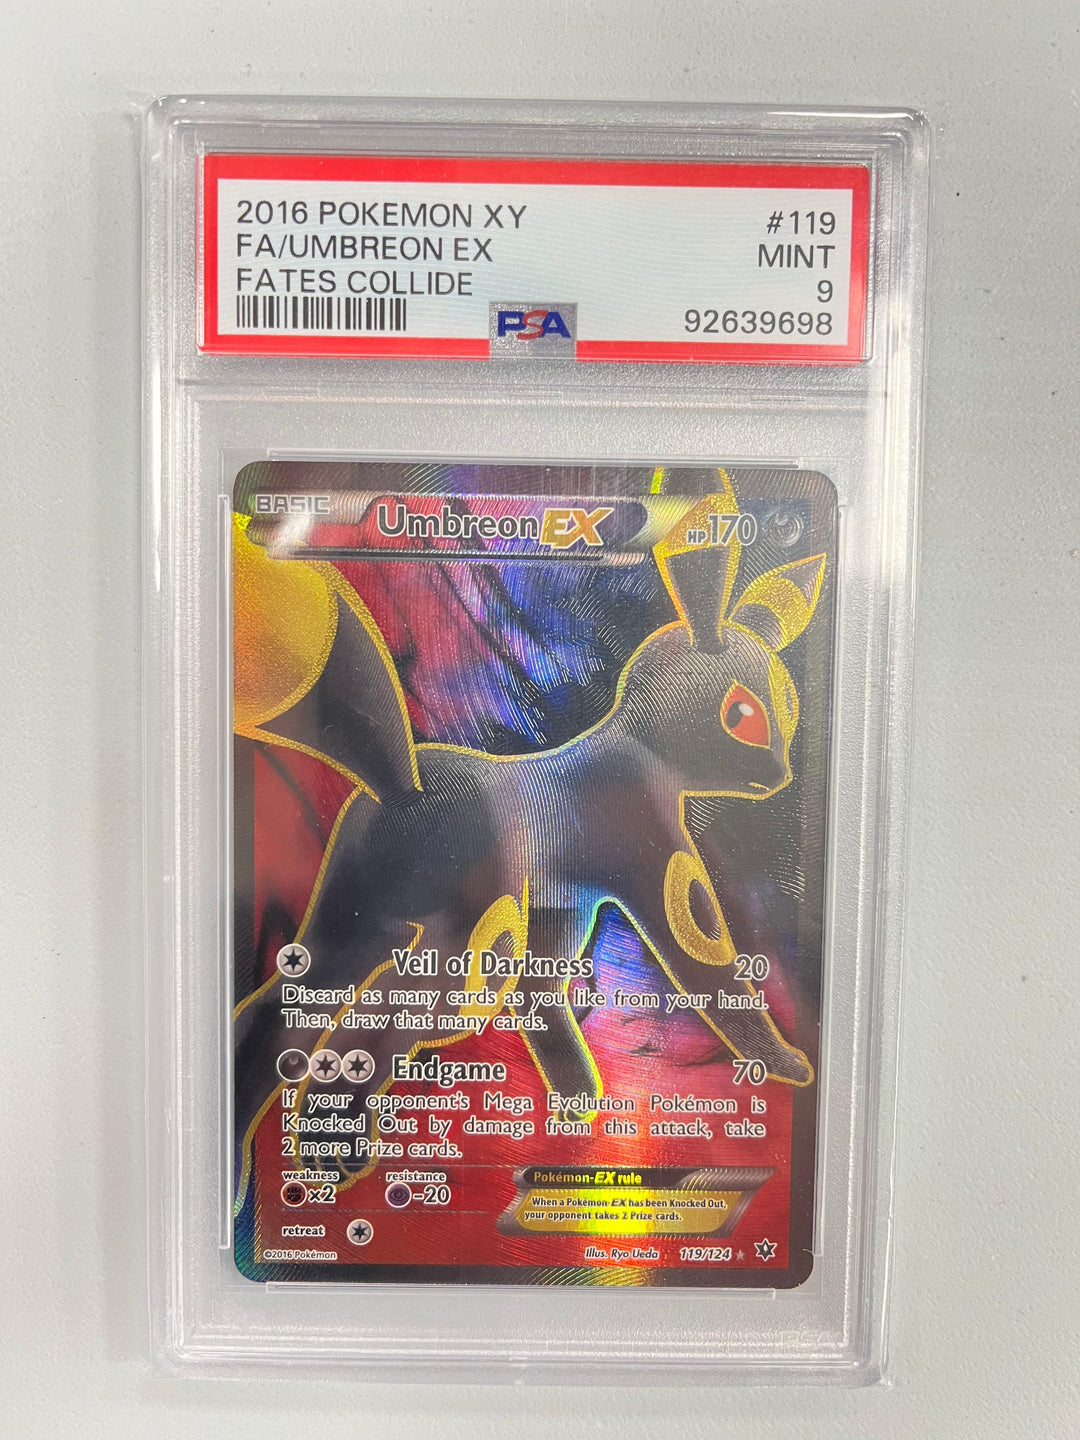 2016 POKEMON XY #119
FA/UMBREON EX MINT
FATES COLLIDE 9
PSA 92639698
BASIC Umbreon EX HP170
Veil of Darkness 20
Discard as many cards as you like from your hand.
Then, draw that many cards.
Endgame 70
If your opponent's Mega Evolution Pokémon is
Knocked Out by damage from this attack, take
2 more Prize cards.
weakness resistance
×2 -20
Pokémon-EX rule
When a Pokémon-EX has been Knocked Out,
your opponent takes 2 Prize cards.
retreat
©2016 Pokémon Illus. Ryo Ueda 119/124
PSA